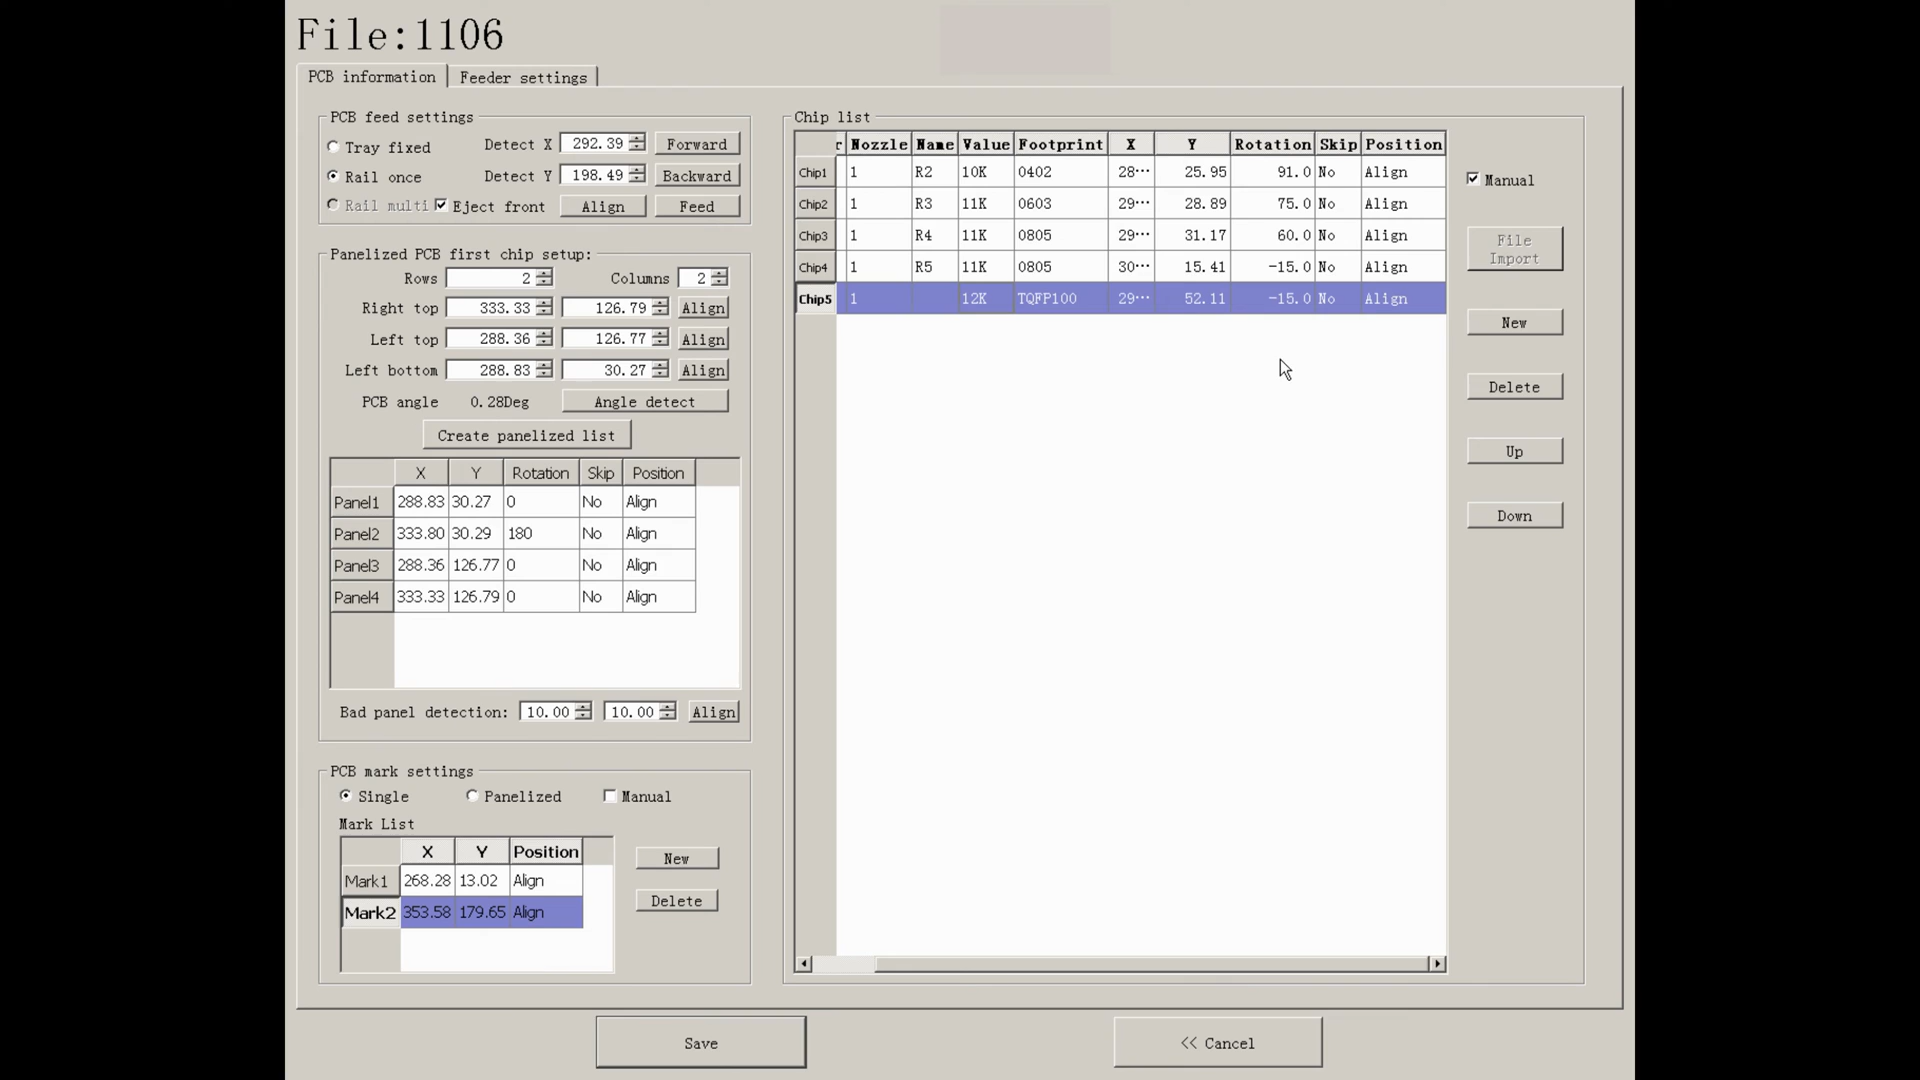 File:1106
PCB information Feeder settings
PCB feed settings
Tray fixed Detect X 292.39 Forward
Rail once Detect Y 198.49 Backward
Rail multi Eject front Align Feed
Panelized PCB first chip setup:
Rows 2 Columns 2
Right top 333.33 126.79 Align
Left top 288.36 126.77 Align
Left bottom 288.83 30.27 Align
PCB angle 0.28Deg Angle detect
Create panelized list
X Y Rotation Skip Position
Panel1 288.83 30.27 0 No Align
Panel2 333.80 30.29 180 No Align
Panel3 288.36 126.77 0 No Align
Panel4 333.33 126.79 0 No Align
Bad panel detection: 10.00 10.00 Align
PCB mark settings
Single Panelized Manual
Mark List
X Y Position
Mark1 268.28 13.02 Align
Mark2 353.58 179.65 Align
New
Delete
Chip list
r Nozzle Name Value Footprint X Y Rotation Skip Position
Chip1 1 R2 10K 0402 28... 25.95 91.0 No Align
Chip2 1 R3 11K 0603 29... 28.89 75.0 No Align
Chip3 1 R4 11K 0805 29... 31.17 60.0 No Align
Chip4 1 R5 11K 0805 30... 15.41 -15.0 No Align
Chip5 1 12K TQFP100 29... 52.11 -15.0 No Align
Manual
File
Import
New
Delete
Up
Down
Save
<< Cancel